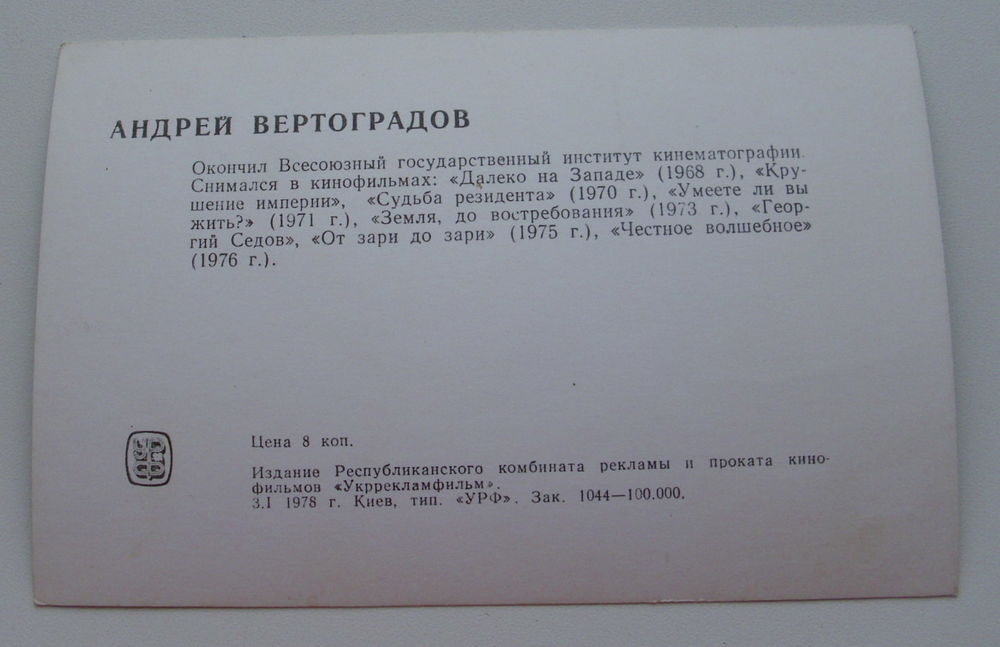 АНДРЕЙ ВЕРТОГРАДОВ
Окончил Всесоюзный государственный институт кинематографии.
Снимался в кинофильмах: «Далеко на Западе» (1968 г.), «Кру-
шение империи», «Судьба резидента» (1970 г.), «Умеете ли вы
жить?» (1971 г.), «Земля, до востребования» (1973 г.), «Геор-
гий Седов», «От зари до зари» (1975 г.), «Честное волшебное»
(1976 г.).
Цена 8 коп.
Издание Республиканского комбината рекламы и проката кино-
фильмов «Укррекламфильм».
3.I 1978 г. Киев, тип. «УРФ». Зак. 1044—100.000.